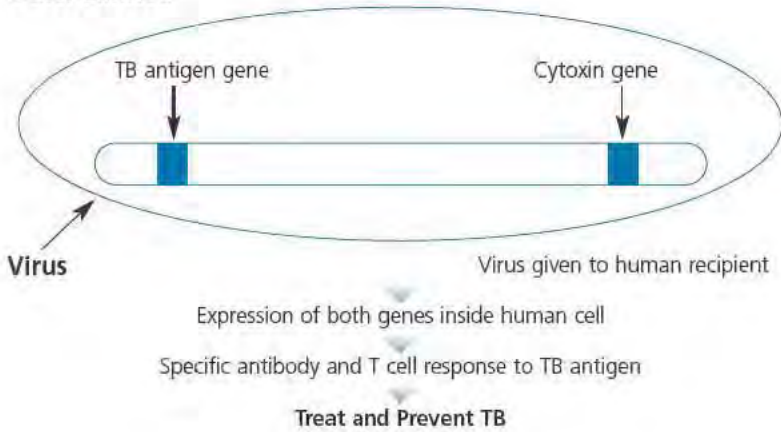 TB antigen gene
Cytoxin gene
Virus
Virus given to human recipient
Expression of both genes inside human cell
Specific antibody and T cell response to TB antigen
Treat and Prevent TB